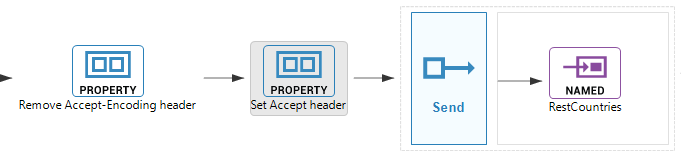 PROPERTY
Remove Accept-Encoding header
PROPERTY
Set Accept header
Send
NAMED
RestCountries